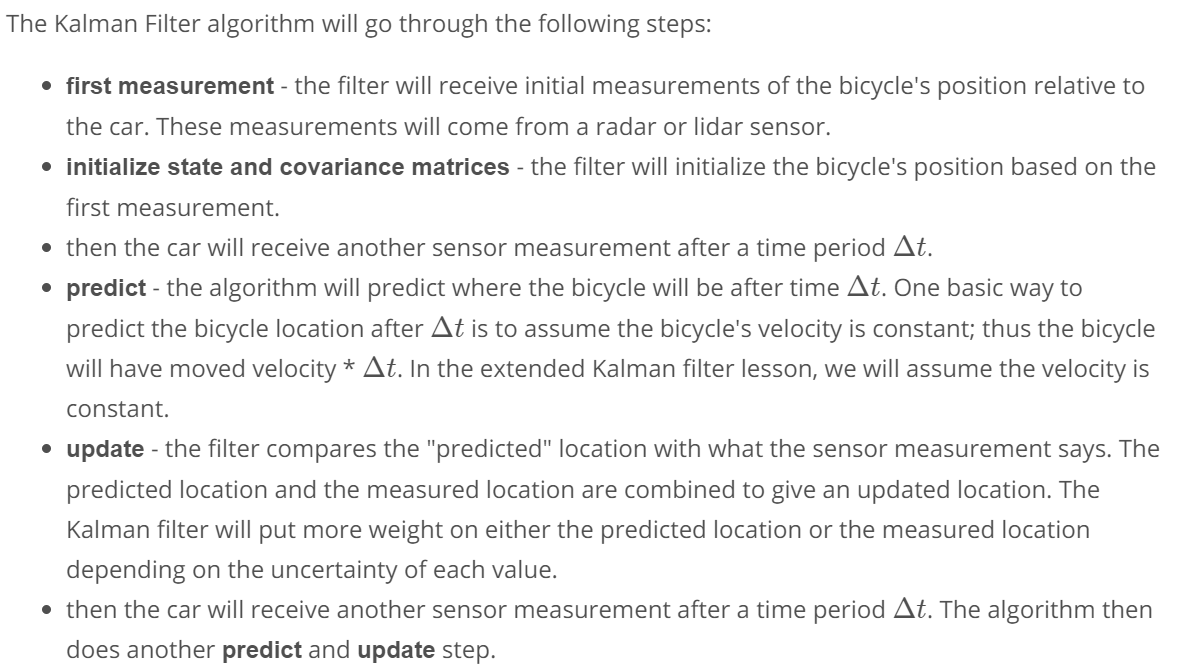 The Kalman Filter algorithm will go through the following steps:
• first measurement - the filter will receive initial measurements of the bicycle's position relative to
the car. These measurements will come from a radar or lidar sensor.
• initialize state and covariance matrices - the filter will initialize the bicycle's position based on the
first measurement.
• then the car will receive another sensor measurement after a time period Δt.
• predict - the algorithm will predict where the bicycle will be after time Δt. One basic way to
predict the bicycle location after Δt is to assume the bicycle's velocity is constant; thus the bicycle
will have moved velocity * Δt. In the extended Kalman filter lesson, we will assume the velocity is
constant.
• update - the filter compares the "predicted" location with what the sensor measurement says. The
predicted location and the measured location are combined to give an updated location. The
Kalman filter will put more weight on either the predicted location or the measured location
depending on the uncertainty of each value.
• then the car will receive another sensor measurement after a time period Δt. The algorithm then
does another predict and update step.